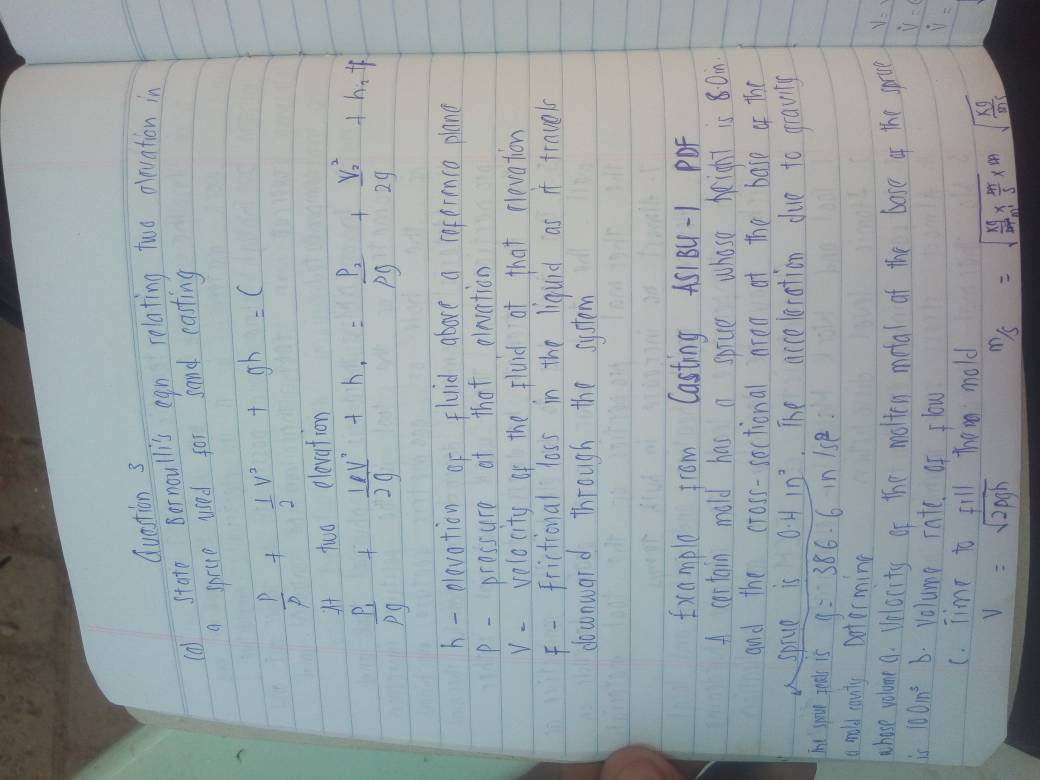 Question 3
(a) State Bernoulli's eqn relating two elevation in
a sprue used for sand casting
P/ρ + 1/2 V² + gh = C
At two elevation
P₁/ρg + 1ρV²/2g + h₁ = P₂/ρg + V₂²/2g + h₂ + F
h - elevation of fluid above a reference plane
P - pressure at that elevation
V - velocity of the fluid at that elevation
F - frictional loss in the liquid as it travels
downward through the system
Example from Casting ASIBU-1 PDF
A certain mold has a sprue whose height is 8.0in.
and the cross-sectional area at the base of the
sprue is 0.4 in². The acceleration due to gravity
is g = 386.6 in/s².
The sprue feeds
a mold cavity
whose volume
is 100in³
Determine
a. Velocity of the molten metal at the base of the sprue
b. Volume rate of flow
c. Time to fill the mold
V = √2ρgh m/s = √